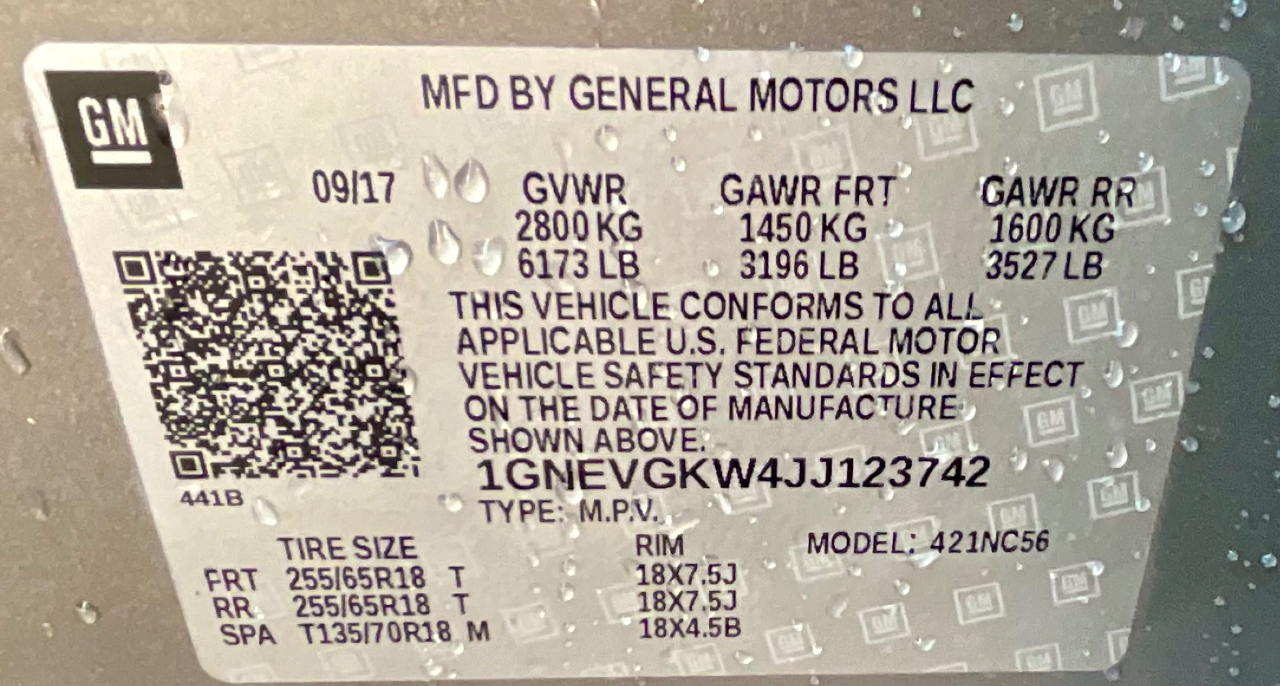 GM
MFD BY GENERAL MOTORS LLC
09/17 GVWR GAWR FRT GAWR RR
2800 KG 1450 KG 1600 KG
6173 LB 3196 LB 3527 LB
THIS VEHICLE CONFORMS TO ALL
APPLICABLE U.S. FEDERAL MOTOR
VEHICLE SAFETY STANDARDS IN EFFECT
ON THE DATE OF MANUFACTURE
SHOWN ABOVE.
1GNEVGKW4JJ123742
441B
TYPE: M.P.V.
TIRE SIZE RIM MODEL: 421NC56
FRT 255/65R18 T 18X7.5J
RR 255/65R18 T 18X7.5J
SPA T135/70R18 M 18X4.5B